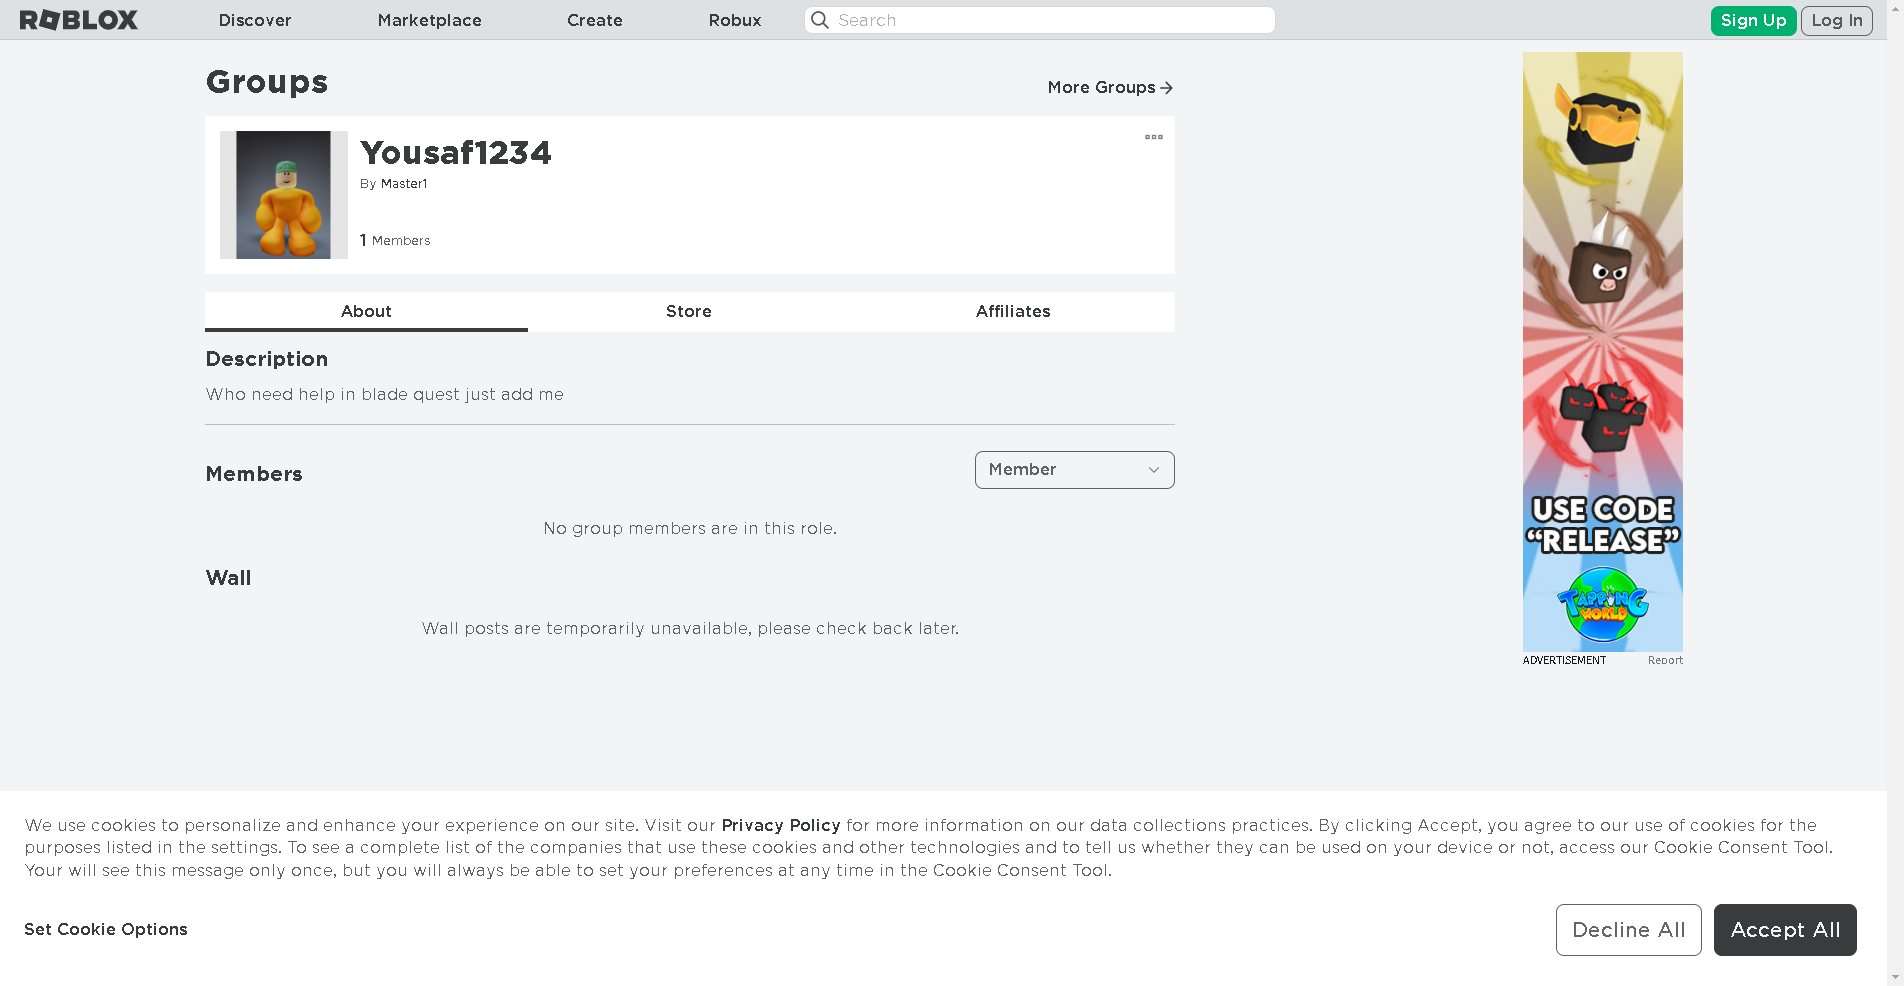 ROBLOX
Discover
Marketplace
Create
Robux
Search
Sign Up
Log In
Groups
More Groups
Yousaf1234
By Master1
1 Members
About
Store
Affiliates
Description
Who need help in blade quest just add me
Members
Member
No group members are in this role.
Wall
Wall posts are temporarily unavailable, please check back later.
USE CODE
“RELEASE”
TAPPING
WORLD
ADVERTISEMENT
Report
We use cookies to personalize and enhance your experience on our site. Visit our Privacy Policy for more information on our data collections practices. By clicking Accept, you agree to our use of cookies for the
purposes listed in the settings. To see a complete list of the companies that use these cookies and other technologies and to tell us whether they can be used on your device or not, access our Cookie Consent Tool.
Your will see this message only once, but you will always be able to set your preferences at any time in the Cookie Consent Tool.
Set Cookie Options
Decline All
Accept All